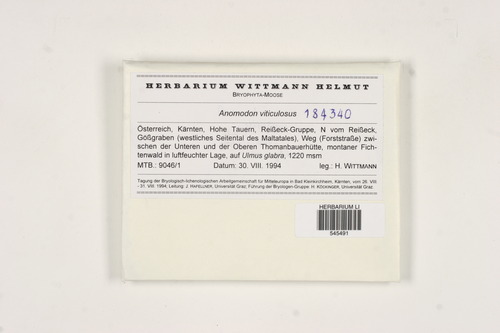 HERBARIUM WITTMANN HELMUT
BRYOPHYTA-MOOSE
Anomodon viticulosus 184340
Österreich, Kärnten, Hohe Tauern, Reißeck-Gruppe, N vom Reißeck,
Gößgraben (westliches Seitental des Maltatales), Weg (Forststraße) zwi-
schen der Unteren und der Oberen Thomanbauerhütte, montaner Fich-
tenwald in luftfeuchter Lage, auf Ulmus glabra, 1220 msm
MTB.: 9046/1 Datum: 30. VIII. 1994 leg.: H. WITTMANN
Tagung der Bryologisch-lichenologischen Arbeitsgemeinschaft für Mitteleuropa in Bad Kleinkirchheim, Kärnten, vom 26. VIII.
- 31. VIII. 1994; Leitung: J. HAFELLNER, Universität Graz; Führung der Bryologen-Gruppe: H. KÖCKINGER, Universität Graz
HERBARIUM LI
545491